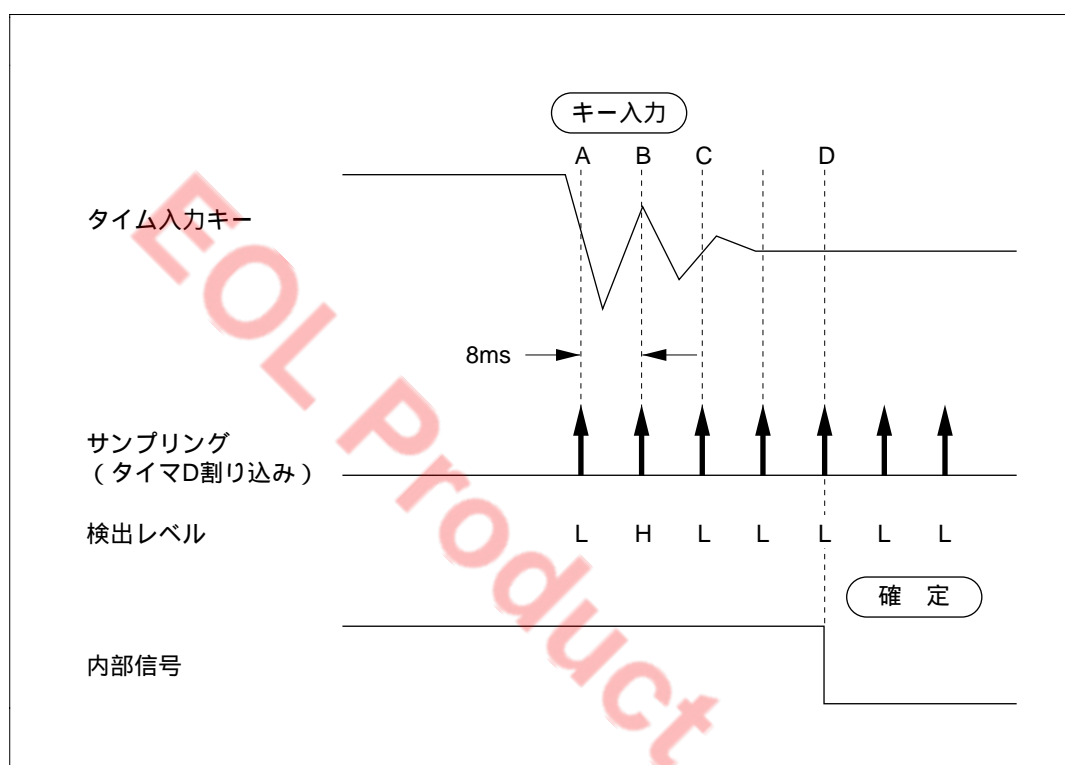 キー入力
A B C D
タイム入力キー
8ms
サンプリング
（タイマD割り込み）
検出レベル L H L L L L L
確 定
内部信号
EOL Product